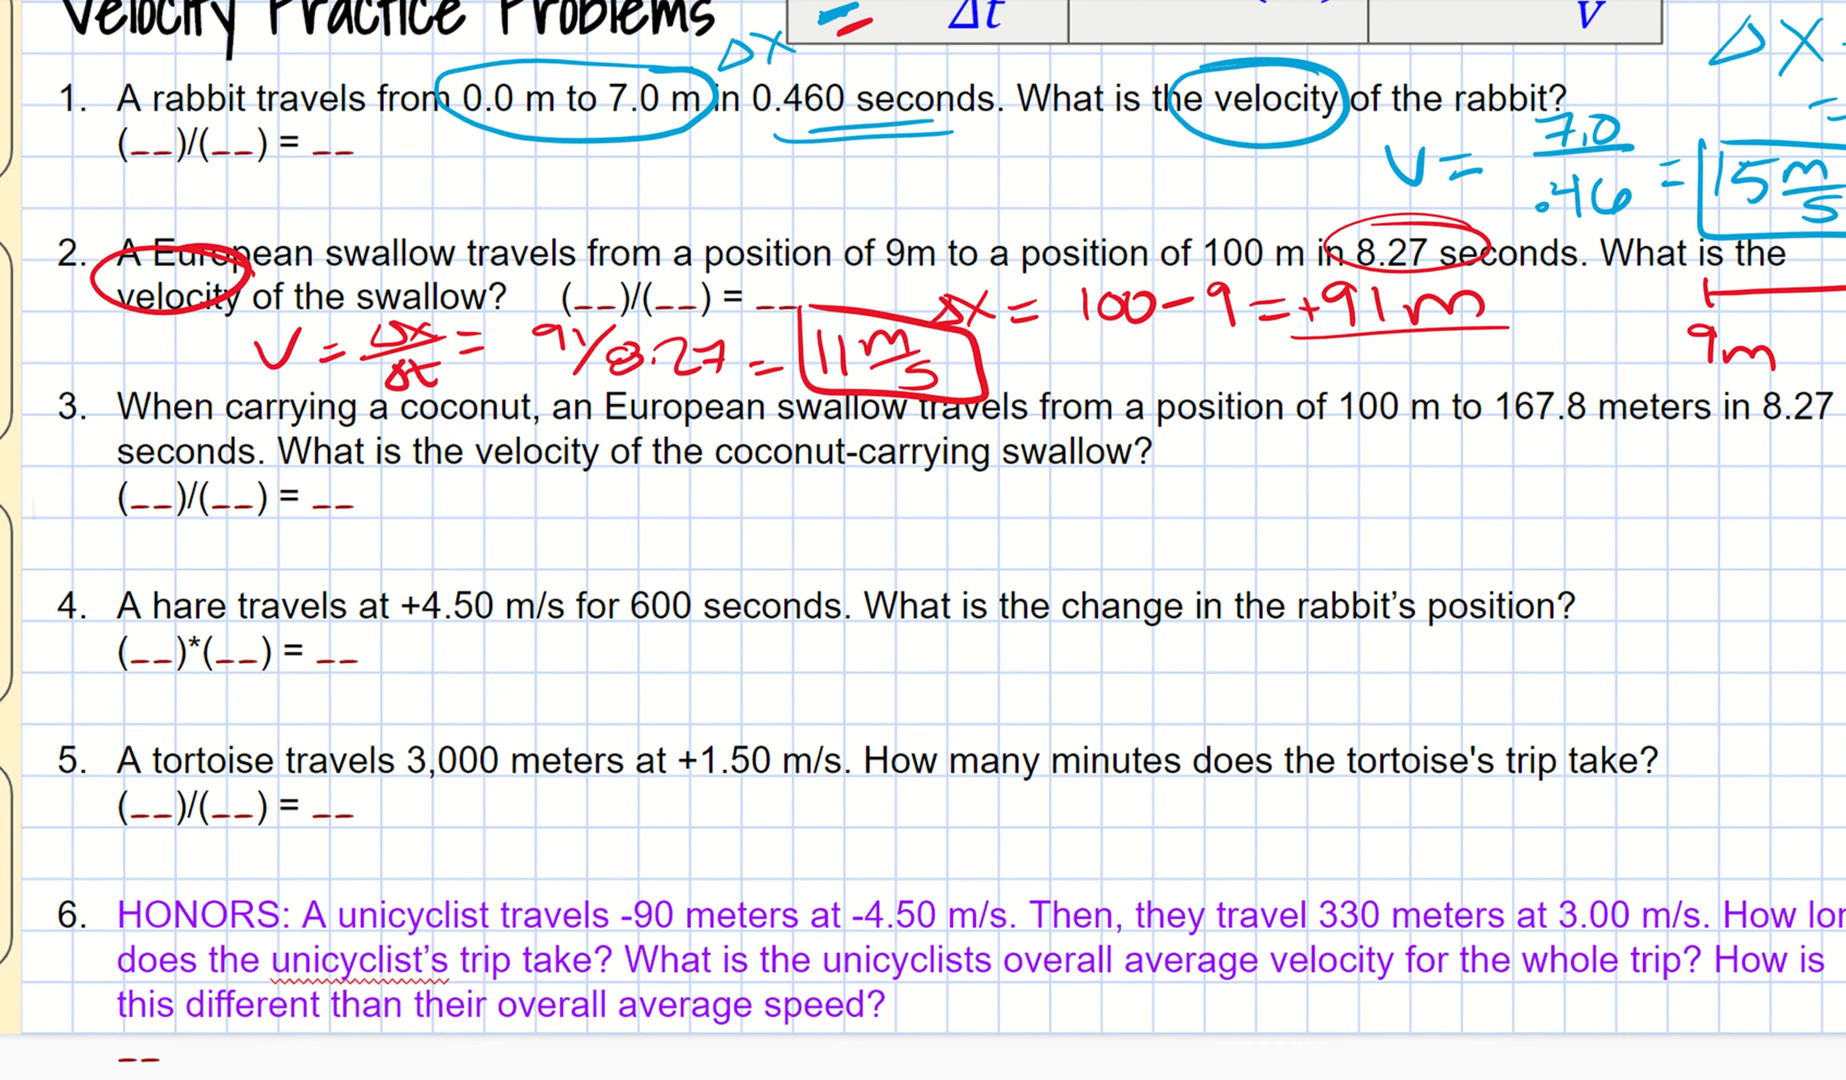 Velocity Practice Problems
Δt
v
Δx
Δx
1. A rabbit travels from 0.0 m to 7.0 m in 0.460 seconds. What is the velocity of the rabbit?
(__)/(__) = __
v = 7.0/.46 = 15 m/s
2. A European swallow travels from a position of 9m to a position of 100 m in 8.27 seconds. What is the
velocity of the swallow? (__)/(__) = __
Δx = 100 - 9 = +91 m
9m
v = Δx/Δt = 91/8.27 = 11 m/s
3. When carrying a coconut, an European swallow travels from a position of 100 m to 167.8 meters in 8.27
seconds. What is the velocity of the coconut-carrying swallow?
(__)/(__) = __
4. A hare travels at +4.50 m/s for 600 seconds. What is the change in the rabbit's position?
(__)*(__) = __
5. A tortoise travels 3,000 meters at +1.50 m/s. How many minutes does the tortoise's trip take?
(__)/(__) = __
6. HONORS: A unicyclist travels -90 meters at -4.50 m/s. Then, they travel 330 meters at 3.00 m/s. How
does the unicyclist’s trip take? What is the unicyclists overall average velocity for the whole trip? How is
this different than their overall average speed?
__